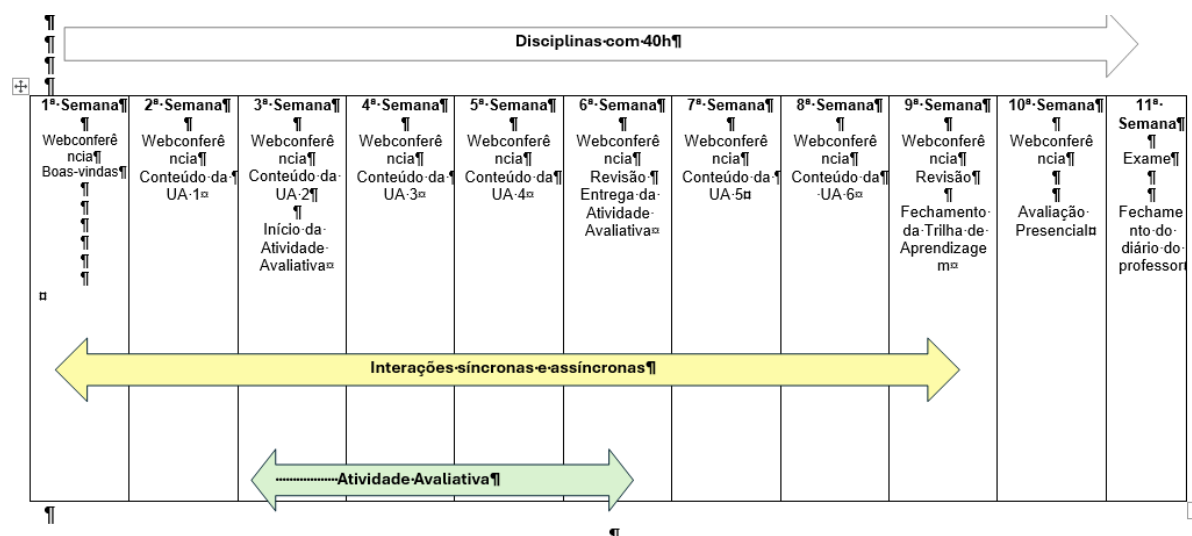 Disciplinas com 40h
1ª Semana
Webconferê
ncia
Boas-vindas
2ª Semana
Webconferê
ncia
Conteúdo da
UA 1
3ª Semana
Webconferê
ncia
Conteúdo da
UA 2
Início da
Atividade
Avaliativa
4ª Semana
Webconferê
ncia
Conteúdo da
UA 3
5ª Semana
Webconferê
ncia
Conteúdo da
UA 4
6ª Semana
Webconferê
ncia
Revisão
Entrega da
Atividade
Avaliativa
7ª Semana
Webconferê
ncia
Conteúdo da
UA 5
8ª Semana
Webconferê
ncia
Conteúdo da
UA 6
9ª Semana
Webconferê
ncia
Revisão
Fechamento
da Trilha de
Aprendizage
m
10ª Semana
Webconferê
ncia
Avaliação
Presencial
11ª
Semana
Exame
Fechame
nto do
diário do
professor
Interações síncronas e assíncronas
Atividade Avaliativa